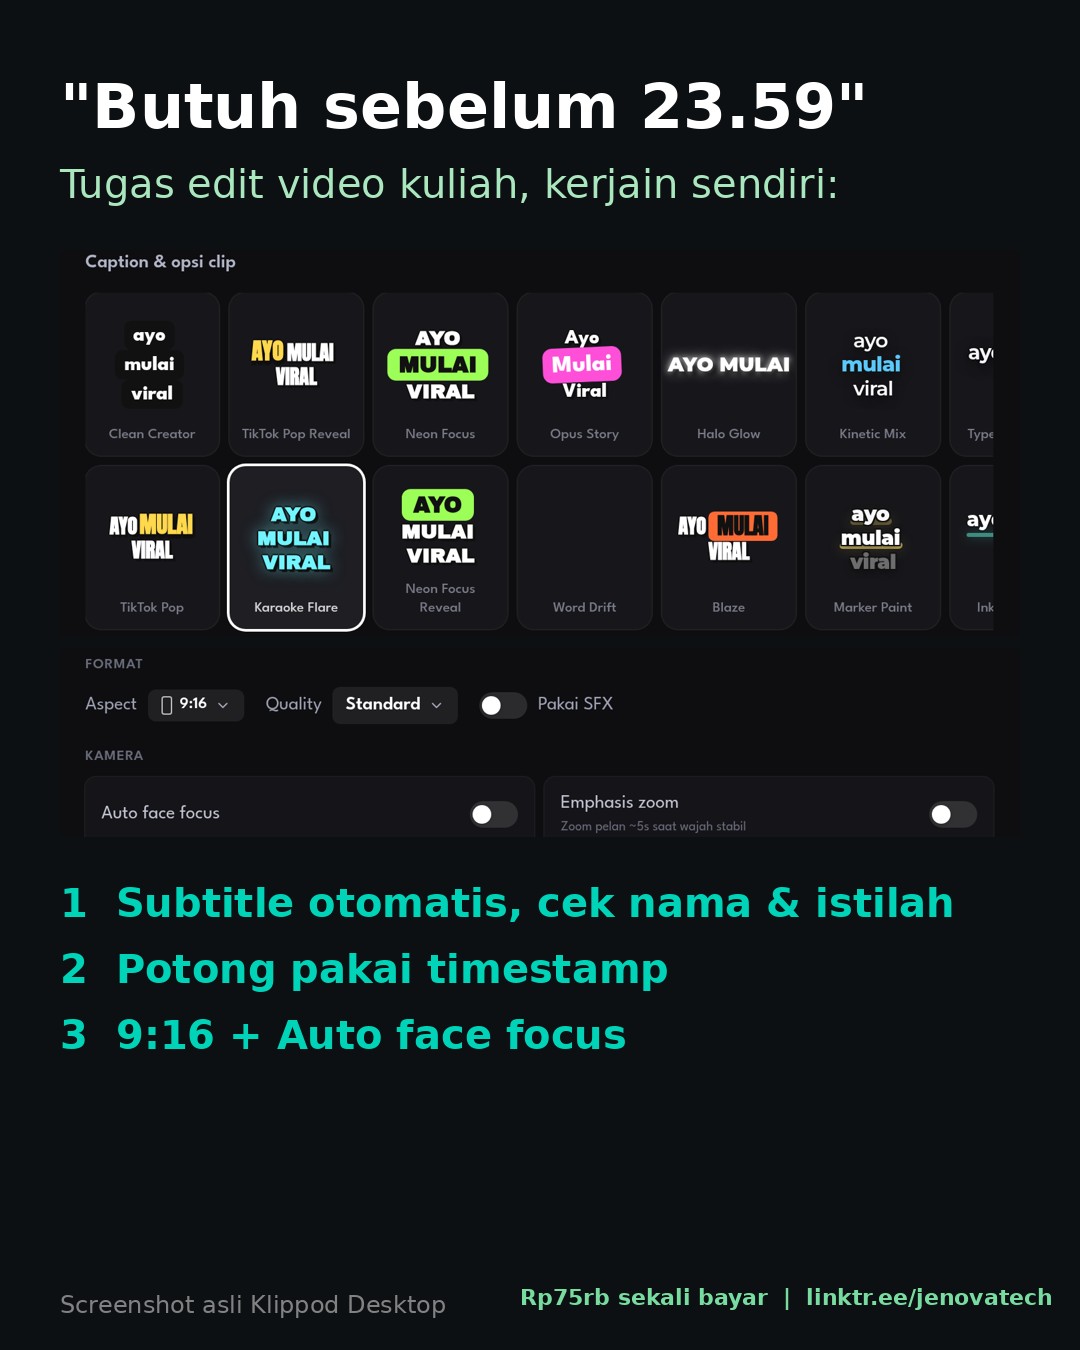 "Butuh sebelum 23.59"
Tugas edit video kuliah, kerjain sendiri:
Caption & opsi clip
ayo
mulai
viral
Clean Creator
AYO MULAI
VIRAL
TikTok Pop Reveal
AYO
MULAI
VIRAL
Neon Focus
Ayo
Mulai
Viral
Opus Story
AYO MULAI
Halo Glow
ayo
mulai
viral
Kinetic Mix
AYO MULAI
VIRAL
TikTok Pop
AYO
MULAI
VIRAL
Karaoke Flare
AYO
MULAI
VIRAL
Neon Focus
Reveal
Word Drift
AYO MULAI
VIRAL
Blaze
ayo
mulai
viral
Marker Paint
FORMAT
Aspect 9:16 Quality Standard Pakai SFX
KAMERA
Auto face focus
Emphasis zoom
Zoom pelan ~5s saat wajah stabil
1 Subtitle otomatis, cek nama & istilah
2 Potong pakai timestamp
3 9:16 + Auto face focus
Screenshot asli Klippod Desktop
Rp75rb sekali bayar | linktr.ee/jenovatech